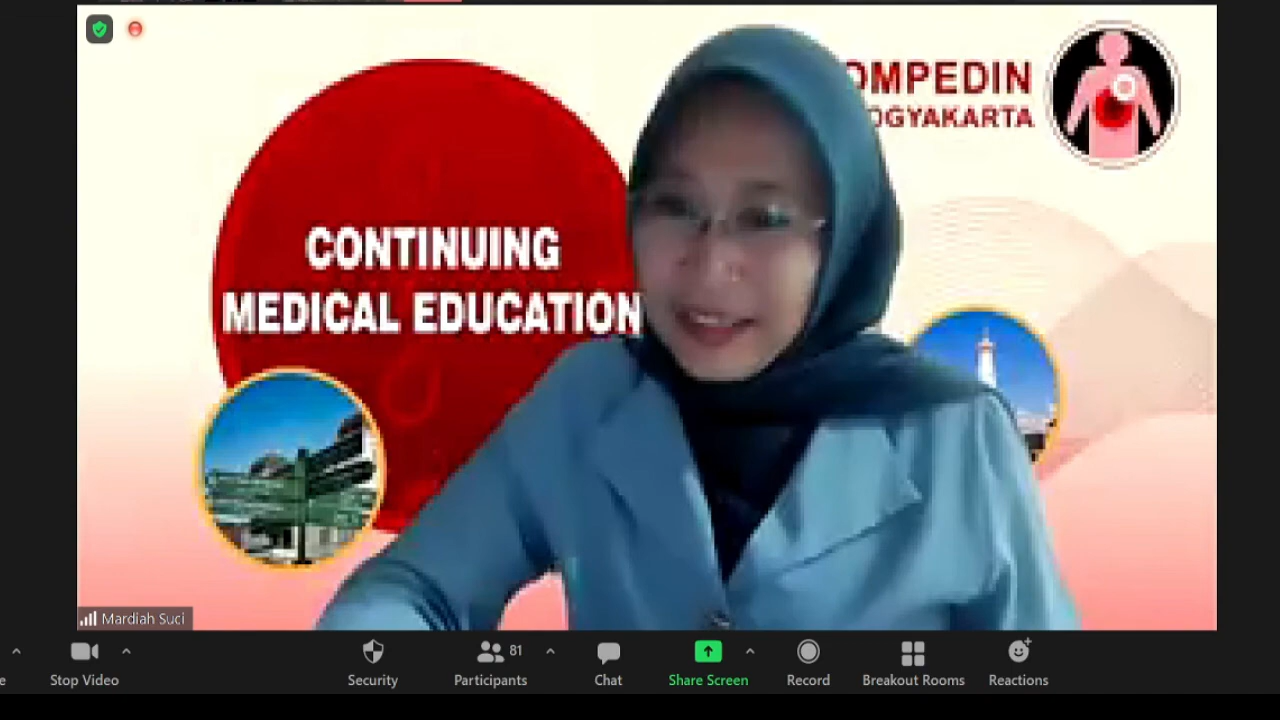 OMPEDIN
OGYAKARTA
CONTINUING
MEDICAL EDUCATION
Mardiah Suci
81
Stop Video
Security
Participants
Chat
Share Screen
Record
Breakout Rooms
Reactions